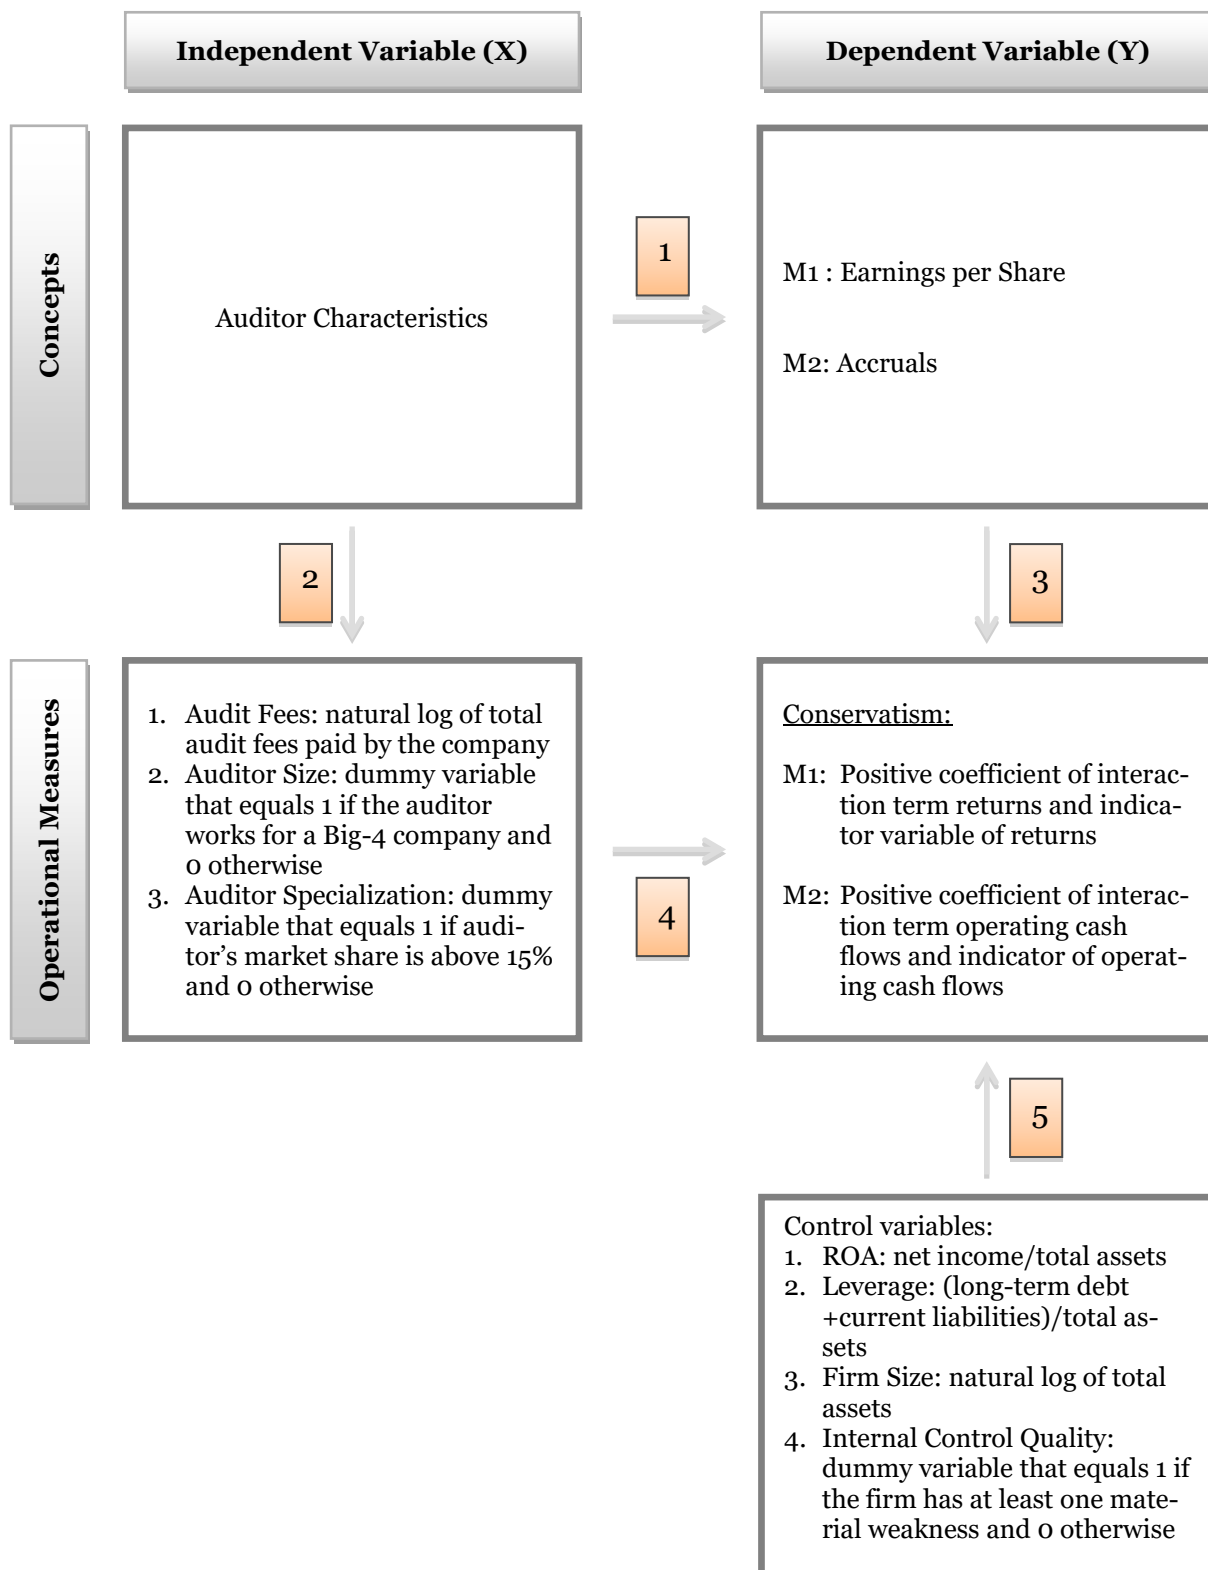 Independent Variable (X)
Dependent Variable (Y)
Concepts
Auditor Characteristics
1
M1 : Earnings per Share
M2: Accruals
2
3
Operational Measures
1. Audit Fees: natural log of total
audit fees paid by the company
2. Auditor Size: dummy variable
that equals 1 if the auditor
works for a Big-4 company and
0 otherwise
3. Auditor Specialization: dummy
variable that equals 1 if audi-
tor’s market share is above 15%
and 0 otherwise
4
Conservatism:
M1: Positive coefficient of interac-
tion term returns and indica-
tor variable of returns
M2: Positive coefficient of interac-
tion term operating cash
flows and indicator of operat-
ing cash flows
5
Control variables:
1. ROA: net income/total assets
2. Leverage: (long-term debt
+current liabilities)/total as-
sets
3. Firm Size: natural log of total
assets
4. Internal Control Quality:
dummy variable that equals 1 if
the firm has at least one mate-
rial weakness and 0 otherwise